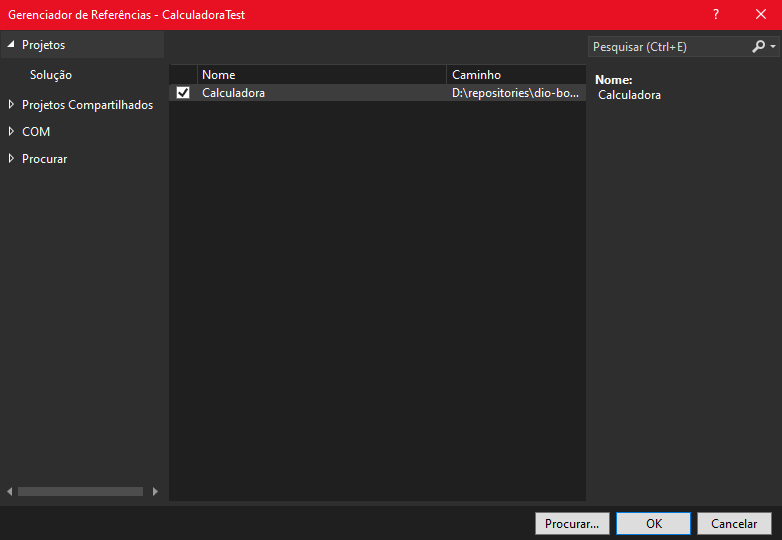 Gerenciador de Referências - CalculadoraTest
?
Projetos
Solução
Projetos Compartilhados
COM
Procurar
Nome
Caminho
Calculadora
D:\repositories\dio-bo...
Pesquisar (Ctrl+E)
Nome:
Calculadora
Procurar...
OK
Cancelar